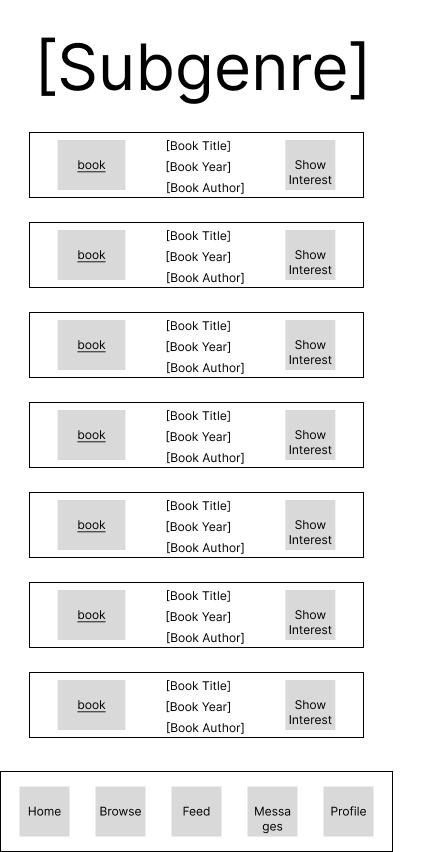 [Subgenre]
book
[Book Title]
[Book Year]
[Book Author]
Show
Interest
book
[Book Title]
[Book Year]
[Book Author]
Show
Interest
book
[Book Title]
[Book Year]
[Book Author]
Show
Interest
book
[Book Title]
[Book Year]
[Book Author]
Show
Interest
book
[Book Title]
[Book Year]
[Book Author]
Show
Interest
book
[Book Title]
[Book Year]
[Book Author]
Show
Interest
book
[Book Title]
[Book Year]
[Book Author]
Show
Interest
Home
Browse
Feed
Messa
ges
Profile